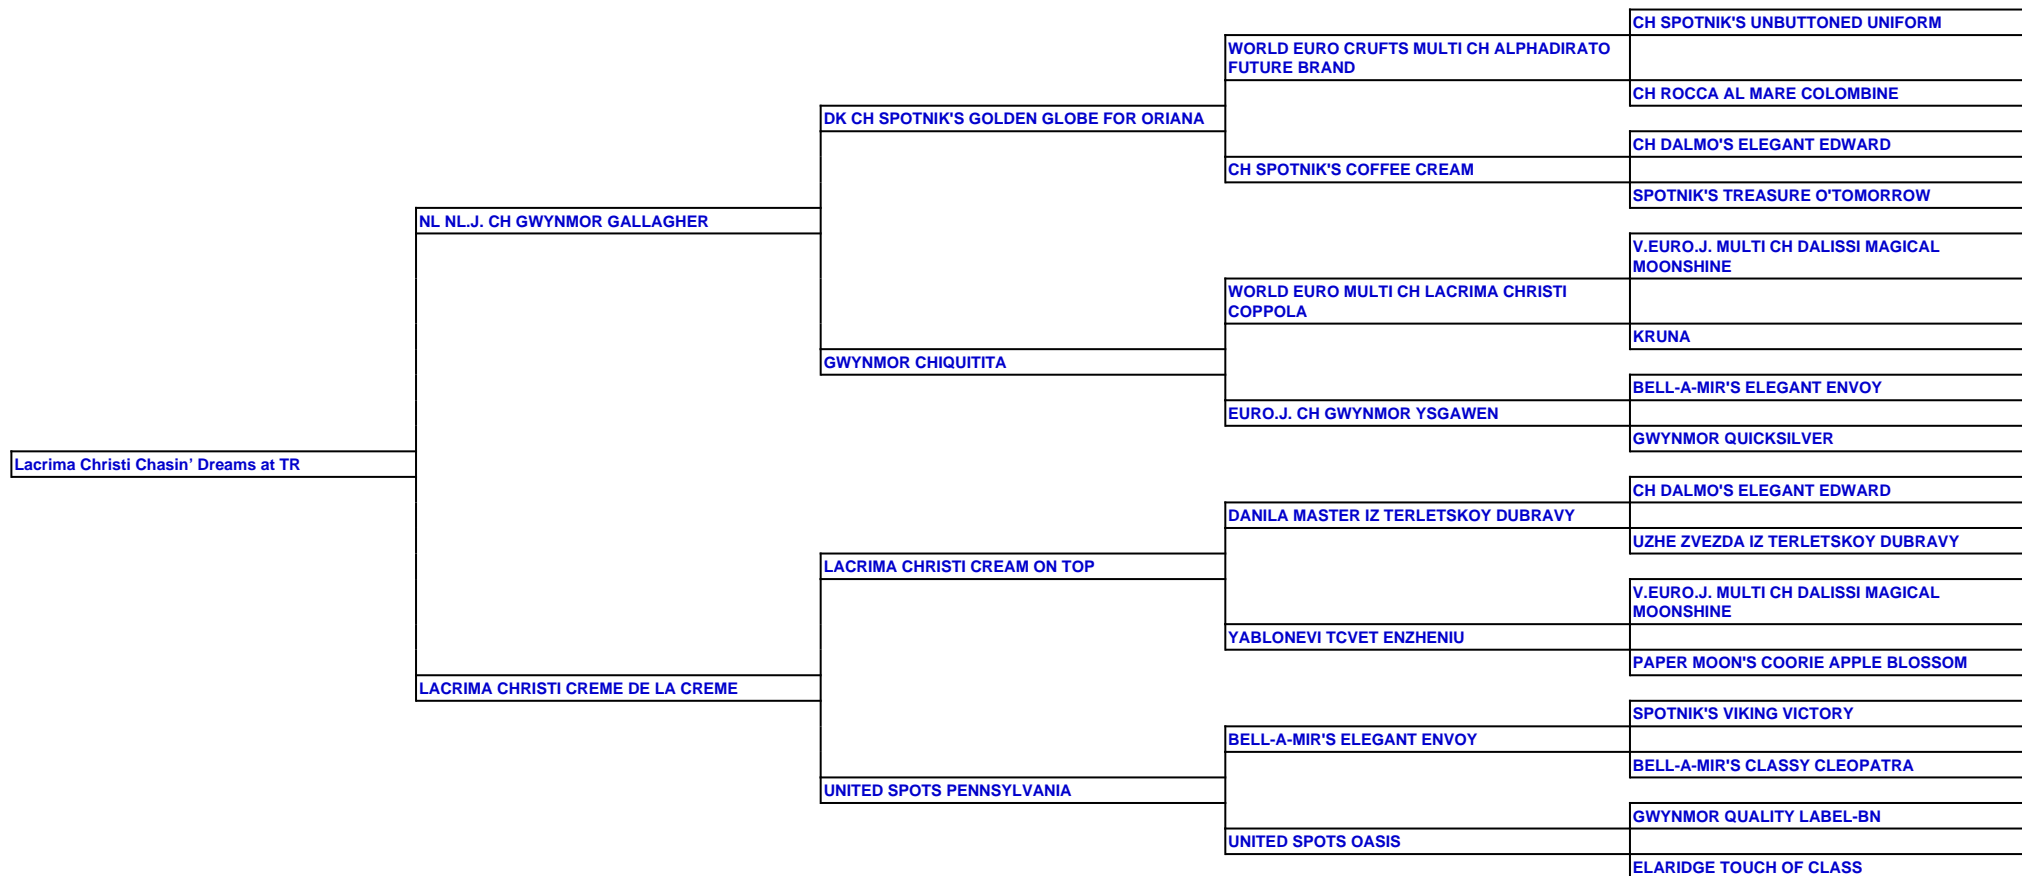 CH SPOTNIK'S UNBUTTONED UNIFORM
WORLD EURO CRUFTS MULTI CH ALPHADIRATO
FUTURE BRAND
CH ROCCA AL MARE COLOMBINE
DK CH SPOTNIK'S GOLDEN GLOBE FOR ORIANA
CH DALMO'S ELEGANT EDWARD
CH SPOTNIK'S COFFEE CREAM
SPOTNIK'S TREASURE O'TOMORROW
NL NL.J. CH GWYNMOR GALLAGHER
V.EURO.J. MULTI CH DALISSI MAGICAL
MOONSHINE
WORLD EURO MULTI CH LACRIMA CHRISTI
COPPOLA
KRUNA
GWYNMOR CHIQUITITA
BELL-A-MIR'S ELEGANT ENVOY
EURO.J. CH GWYNMOR YSGAWEN
GWYNMOR QUICKSILVER
Lacrima Christi Chasin’ Dreams at TR
CH DALMO'S ELEGANT EDWARD
DANILA MASTER IZ TERLETSKOY DUBRAVY
UZHE ZVEZDA IZ TERLETSKOY DUBRAVY
LACRIMA CHRISTI CREAM ON TOP
V.EURO.J. MULTI CH DALISSI MAGICAL
MOONSHINE
YABLONEVI TCVET ENZHENIU
PAPER MOON'S COORIE APPLE BLOSSOM
LACRIMA CHRISTI CREME DE LA CREME
SPOTNIK'S VIKING VICTORY
BELL-A-MIR'S ELEGANT ENVOY
BELL-A-MIR'S CLASSY CLEOPATRA
UNITED SPOTS PENNSYLVANIA
GWYNMOR QUALITY LABEL-BN
UNITED SPOTS OASIS
ELARIDGE TOUCH OF CLASS